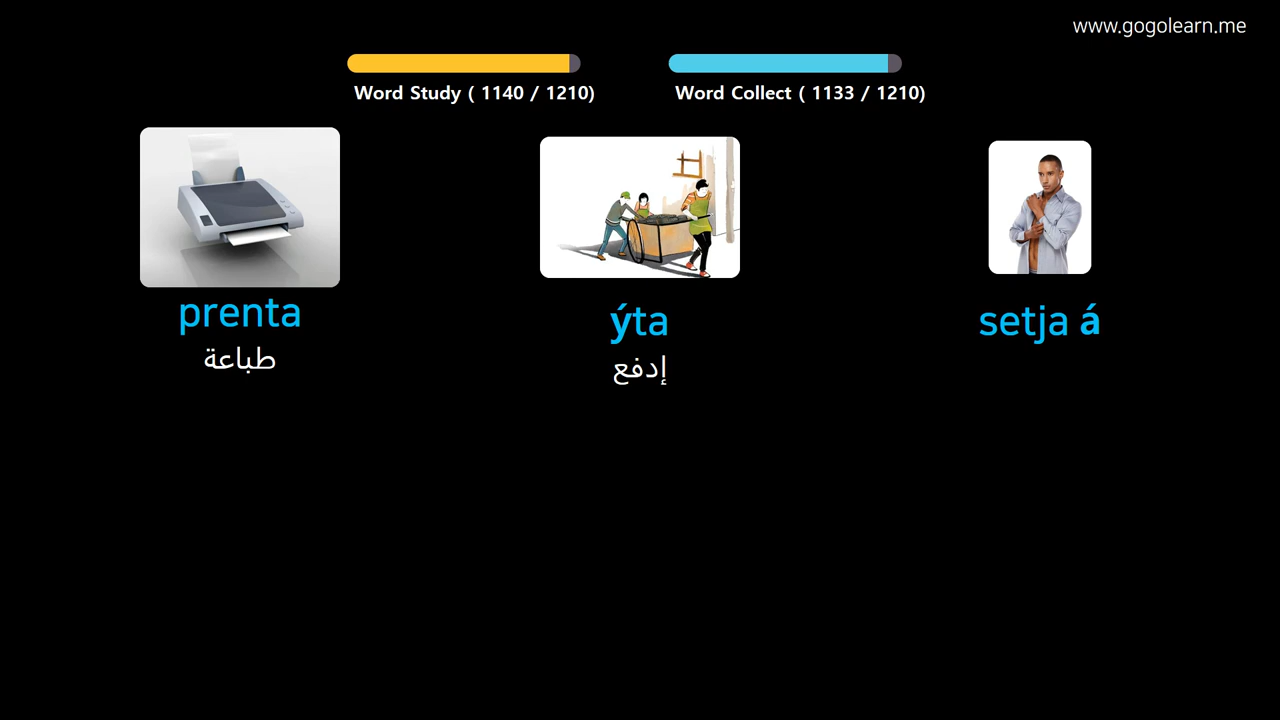 www.gogolearn.me
Word Study ( 1140 / 1210)
Word Collect ( 1133 / 1210)
prenta
طباعة
ýta
إدفع
setja á